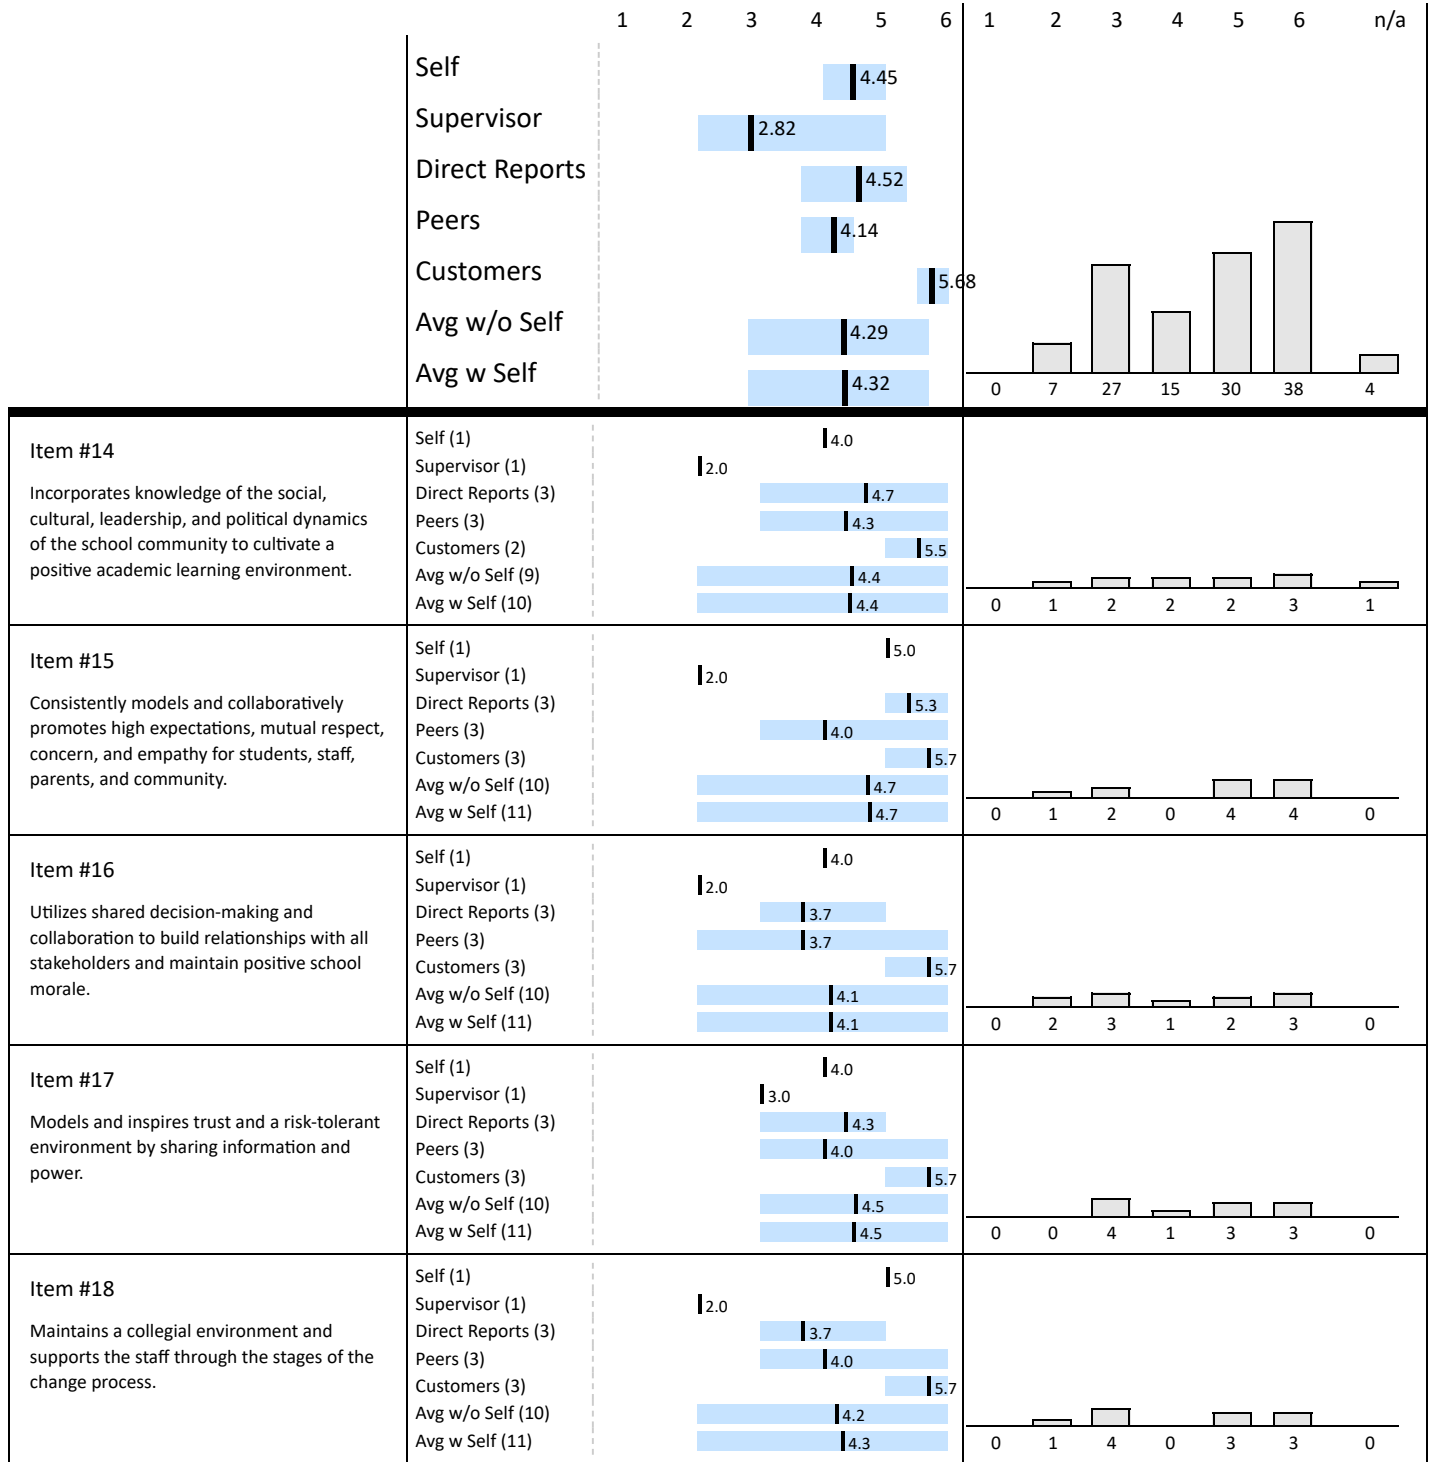 1 2 3 4 5 6 1 2 3 4 5 6 n/a
Self 4.45
Supervisor 2.82
Direct Reports 4.52
Peers 4.14
Customers 5.68
Avg w/o Self 4.29
Avg w Self 4.32
0 7 27 15 30 38 4
Item #14
Incorporates knowledge of the social,
cultural, leadership, and political dynamics
of the school community to cultivate a
positive academic learning environment.
Self (1) 4.0
Supervisor (1) 2.0
Direct Reports (3) 4.7
Peers (3) 4.3
Customers (2) 5.5
Avg w/o Self (9) 4.4
Avg w Self (10) 4.4
0 1 2 2 2 3 1
Item #15
Consistently models and collaboratively
promotes high expectations, mutual respect,
concern, and empathy for students, staff,
parents, and community.
Self (1) 5.0
Supervisor (1) 2.0
Direct Reports (3) 5.3
Peers (3) 4.0
Customers (3) 5.7
Avg w/o Self (10) 4.7
Avg w Self (11) 4.7
0 1 2 0 4 4 0
Item #16
Utilizes shared decision-making and
collaboration to build relationships with all
stakeholders and maintain positive school
morale.
Self (1) 4.0
Supervisor (1) 2.0
Direct Reports (3) 3.7
Peers (3) 3.7
Customers (3) 5.7
Avg w/o Self (10) 4.1
Avg w Self (11) 4.1
0 2 3 1 2 3 0
Item #17
Models and inspires trust and a risk-tolerant
environment by sharing information and
power.
Self (1) 4.0
Supervisor (1) 3.0
Direct Reports (3) 4.3
Peers (3) 4.0
Customers (3) 5.7
Avg w/o Self (10) 4.5
Avg w Self (11) 4.5
0 0 4 1 3 3 0
Item #18
Maintains a collegial environment and
supports the staff through the stages of the
change process.
Self (1) 5.0
Supervisor (1) 2.0
Direct Reports (3) 3.7
Peers (3) 4.0
Customers (3) 5.7
Avg w/o Self (10) 4.2
Avg w Self (11) 4.3
0 1 4 0 3 3 0